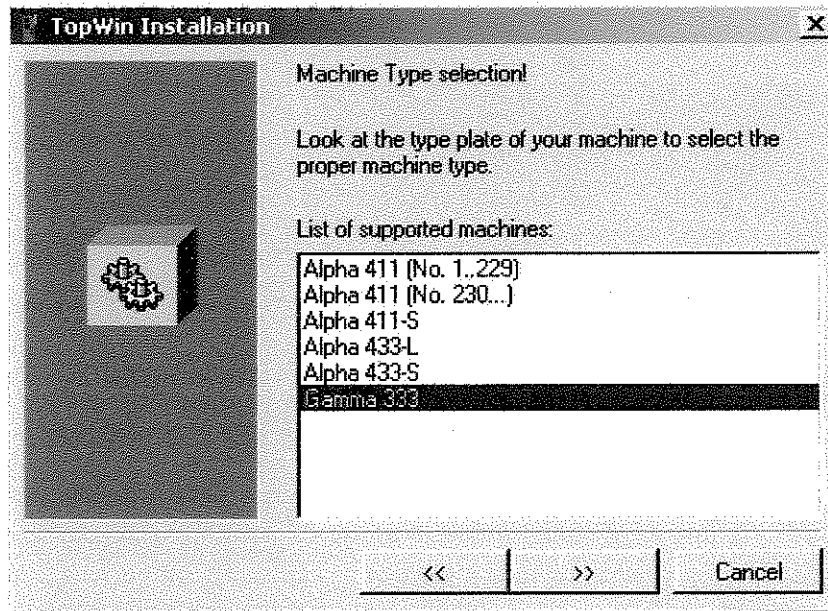 TopWin Installation
Machine Type selection!
Look at the type plate of your machine to select the
proper machine type.
List of supported machines:
Alpha 411 (No. 1..229)
Alpha 411 (No. 230...)
Alpha 411-S
Alpha 433-L
Alpha 433-S
Gamma 333
<< >> Cancel